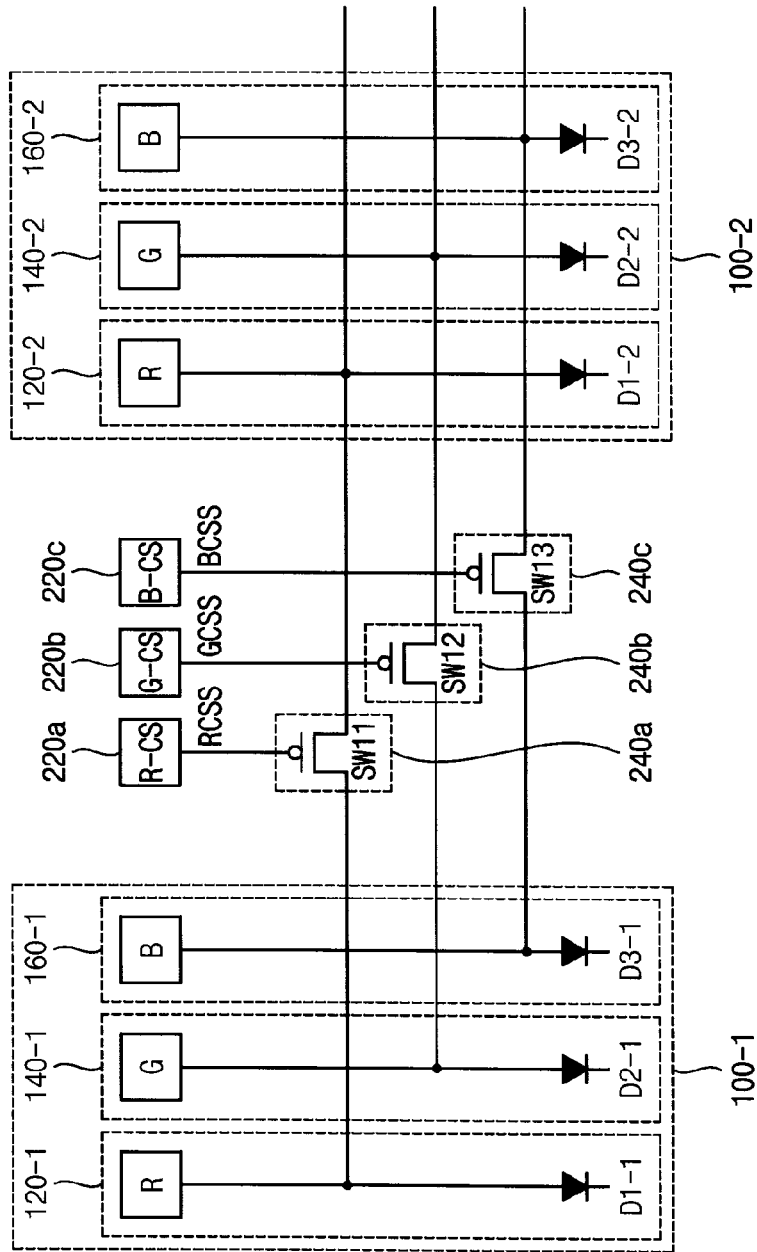 120-1
140-1
160-1
220a
220b
220c
120-2
140-2
160-2
R
G
B
R-CS
G-CS
B-CS
R
G
B
RCSS
GCSS
BCSS
SW11
SW12
SW13
D1-1
D2-1
D3-1
240a
240b
240c
D1-2
D2-2
D3-2
100-1
100-2